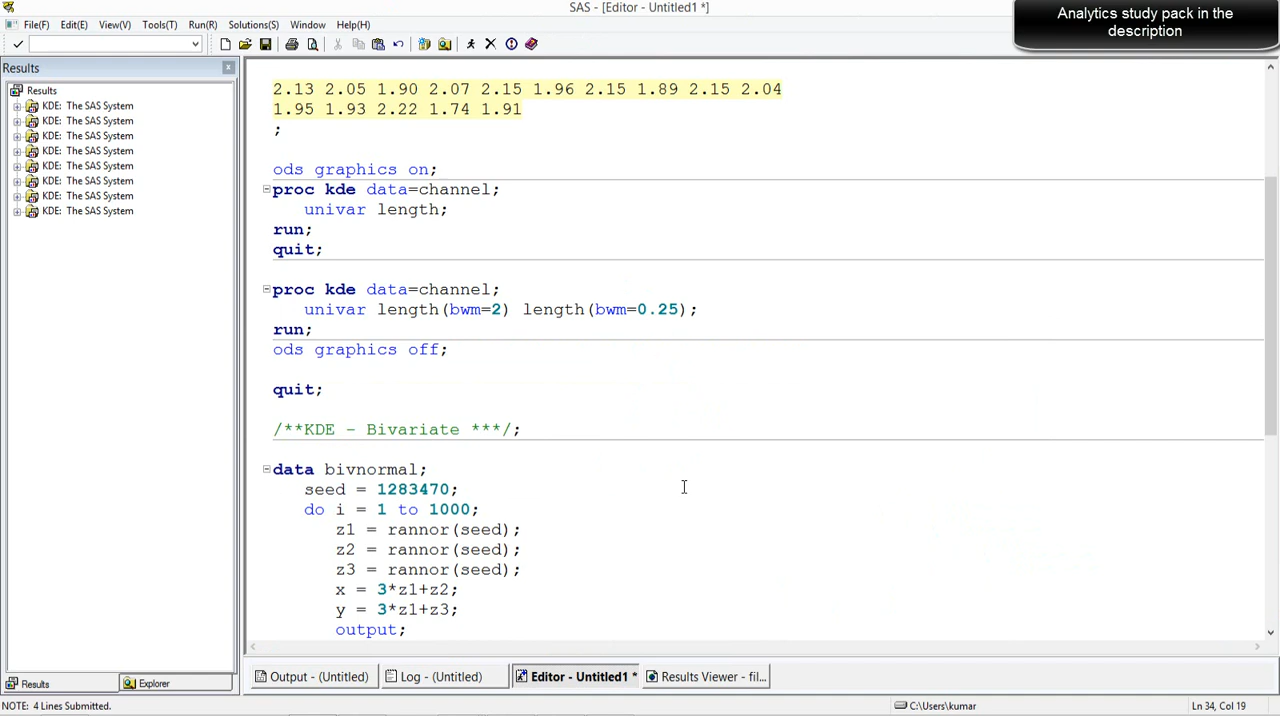 SAS - [Editor - Untitled1 *]
Analytics study pack in the
description
File(F) Edit(E) View(V) Tools(T) Run(R) Solutions(S) Window Help(H)
Results
Results
KDE: The SAS System
KDE: The SAS System
KDE: The SAS System
KDE: The SAS System
KDE: The SAS System
KDE: The SAS System
KDE: The SAS System
KDE: The SAS System
2.13 2.05 1.90 2.07 2.15 1.96 2.15 1.89 2.15 2.04
1.95 1.93 2.22 1.74 1.91
;
ods graphics on;
proc kde data=channel;
univar length;
run;
quit;
proc kde data=channel;
univar length(bwm=2) length(bwm=0.25);
run;
ods graphics off;
quit;
/**KDE - Bivariate ***/;
data bivnormal;
seed = 1283470;
do i = 1 to 1000;
z1 = rannor(seed);
z2 = rannor(seed);
z3 = rannor(seed);
x = 3*z1+z2;
y = 3*z1+z3;
output;
Results Explorer
Output - (Untitled) Log - (Untitled) Editor - Untitled1 * Results Viewer - fil...
NOTE: 4 Lines Submitted. C:\Users\kumar Ln 34, Col 19